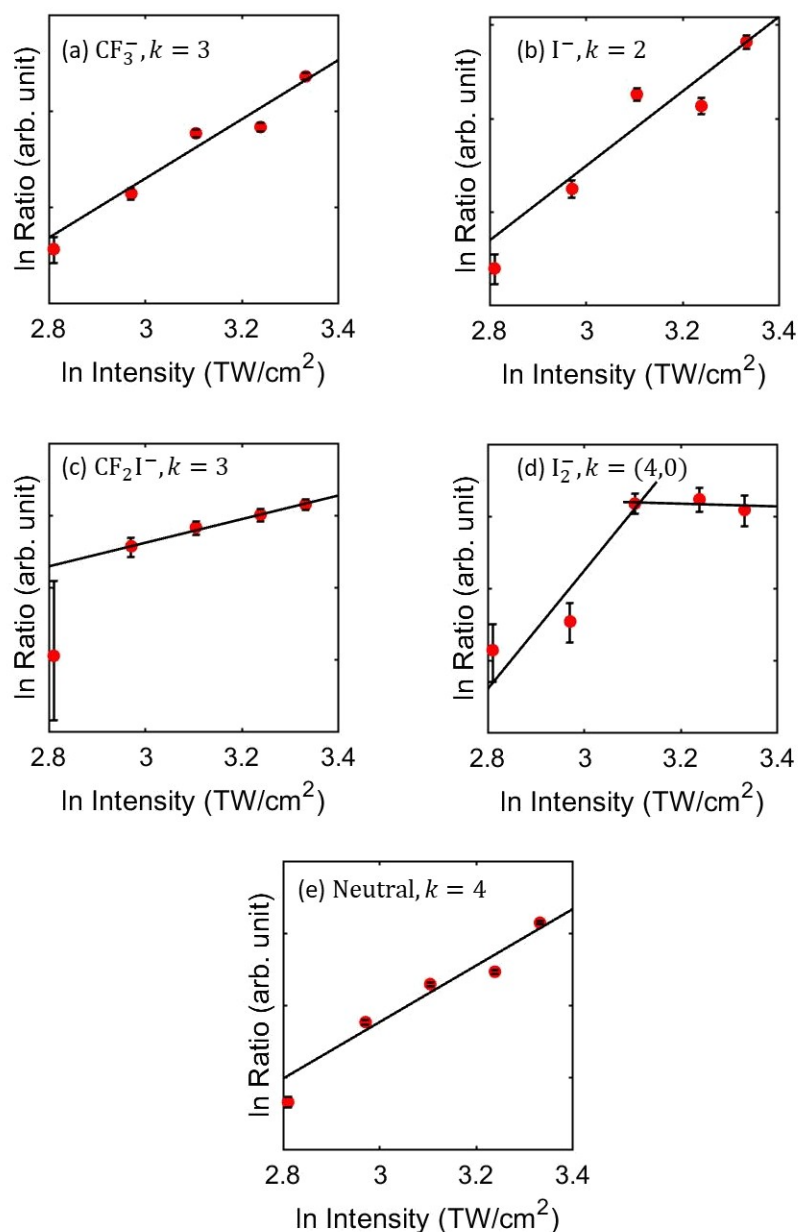 (a) CF₃⁻, k = 3
ln Ratio (arb. unit)
2.8 3 3.2 3.4
ln Intensity (TW/cm²)
(b) I⁻, k = 2
ln Ratio (arb. unit)
2.8 3 3.2 3.4
ln Intensity (TW/cm²)
(c) CF₂I⁻, k = 3
ln Ratio (arb. unit)
2.8 3 3.2 3.4
ln Intensity (TW/cm²)
(d) I₂⁻, k = (4,0)
ln Ratio (arb. unit)
2.8 3 3.2 3.4
ln Intensity (TW/cm²)
(e) Neutral, k = 4
ln Ratio (arb. unit)
2.8 3 3.2 3.4
ln Intensity (TW/cm²)